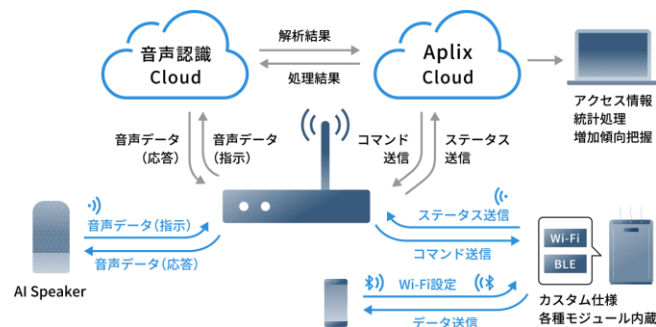 音声認識
Cloud
解析結果
処理結果
Aplix
Cloud
アクセス情報
統計処理
増加傾向把握
音声データ
（応答）
音声データ
（指示）
コマンド
送信
ステータス
送信
音声データ（指示）
音声データ（応答）
AI Speaker
ステータス送信
コマンド送信
Wi-Fi
BLE
Wi-Fi設定
データ送信
カスタム仕様
各種モジュール内蔵